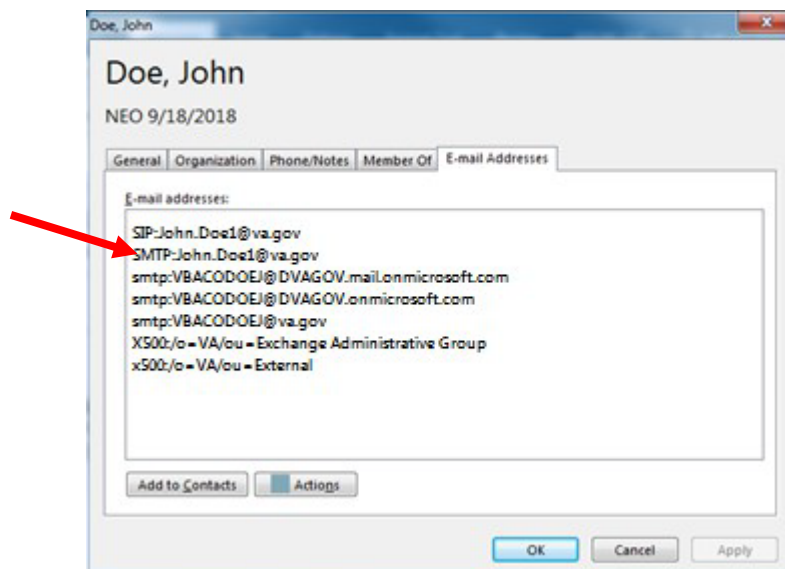 Doe, John
Doe, John
NEO 9/18/2018
General Organization Phone/Notes Member Of E-mail Addresses
E-mail addresses:
SIP:John.Doe1@va.gov
SMTP:John.Doe1@va.gov
smtp:VBACODOEJ@DVAGOV.mail.onmicrosoft.com
smtp:VBACODOEJ@DVAGOV.onmicrosoft.com
smtp:VBACODOEJ@va.gov
X500:/o=VA/ou=Exchange Administrative Group
x500:/o=VA/ou=External
Add to Contacts Actions
OK Cancel Apply